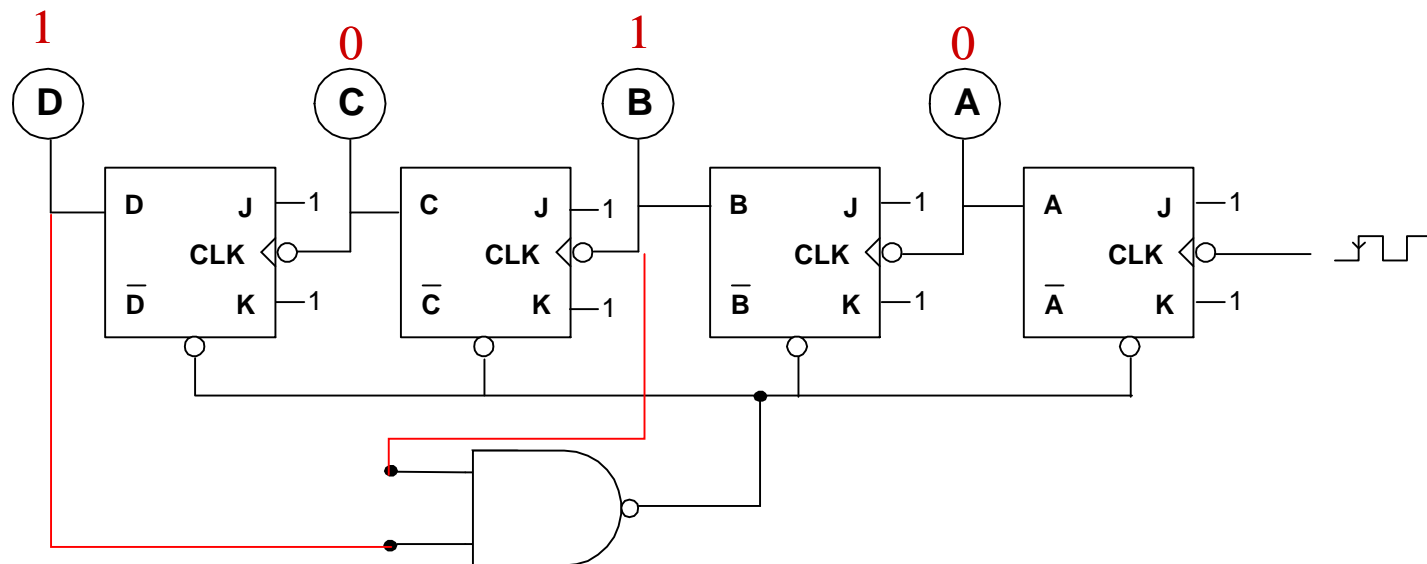 1 0 1 0
D C B A
D J 1 C J 1 B J 1 A J 1
CLK CLK CLK CLK
D̅ K 1 C̅ K 1 B̅ K 1 A̅ K 1